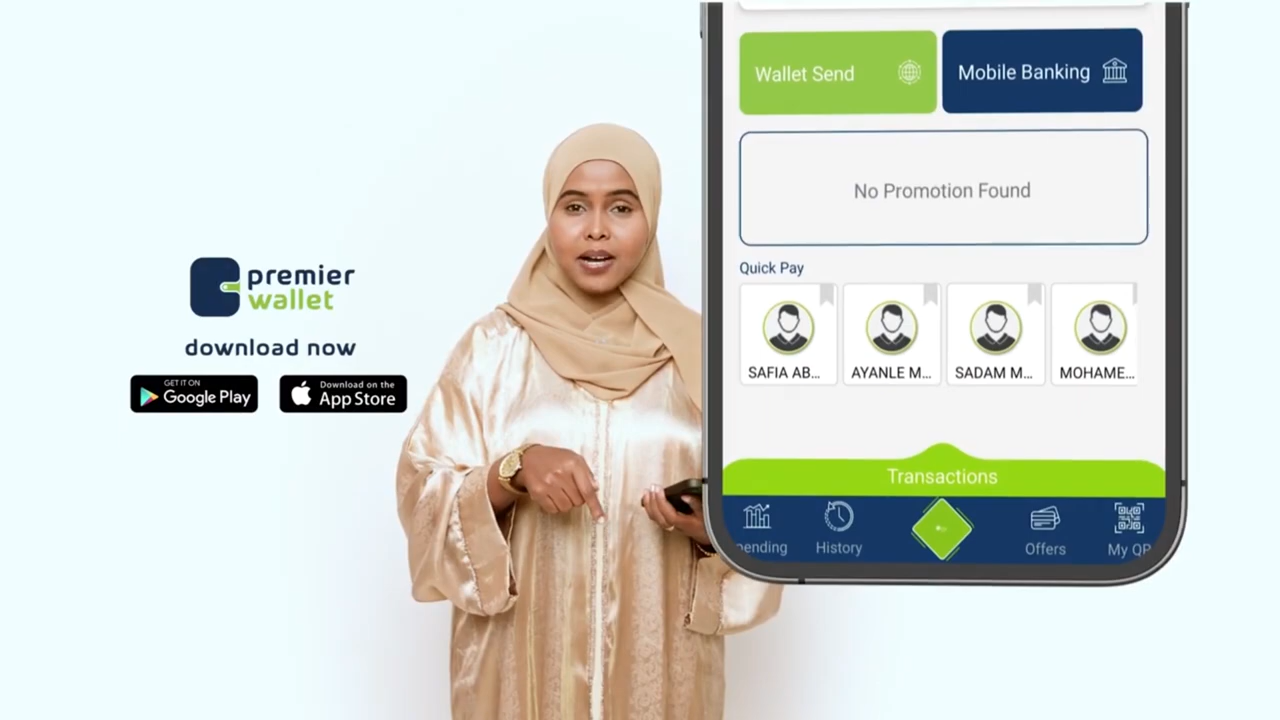 premier
wallet
download now
GET IT ON
Google Play
Download on the
App Store
Wallet Send
Mobile Banking
No Promotion Found
Quick Pay
SAFIA AB...
AYANLE M...
SADAM M...
MOHAME...
Transactions
pending
History
Offers
My QR